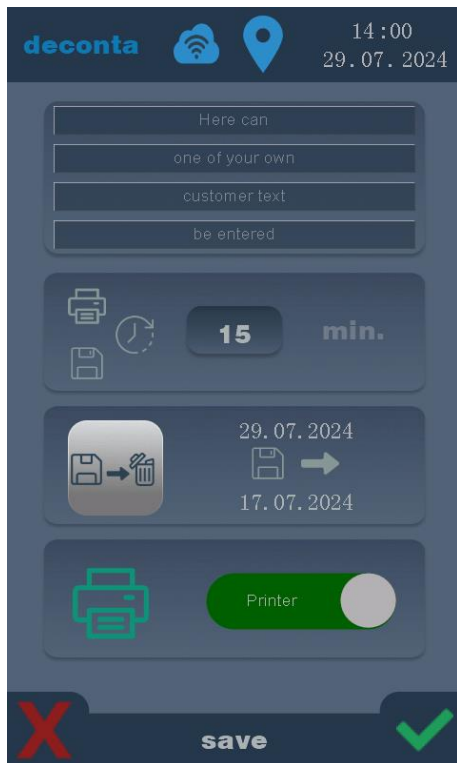 deconta
14:00
29.07.2024
Here can
one of your own
customer text
be entered
15 min.
29.07.2024
17.07.2024
Printer
save